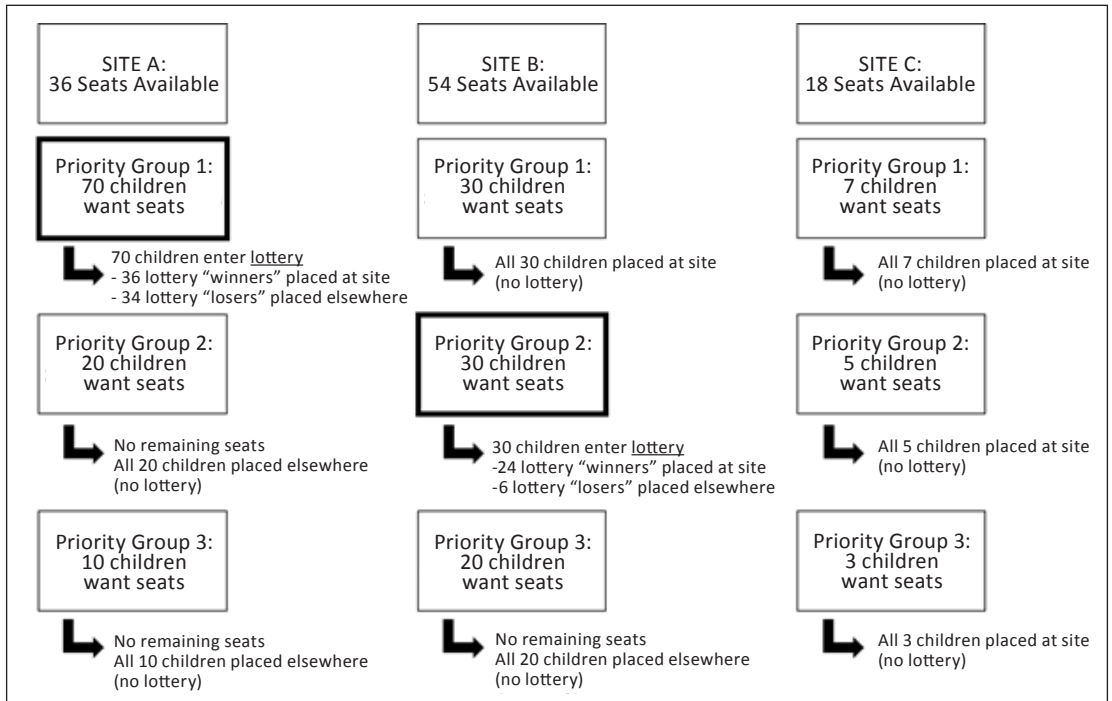 SITE A:
36 Seats Available
SITE B:
54 Seats Available
SITE C:
18 Seats Available
Priority Group 1:
70 children
want seats
Priority Group 1:
30 children
want seats
Priority Group 1:
7 children
want seats
70 children enter lottery
- 36 lottery “winners” placed at site
- 34 lottery “losers” placed elsewhere
All 30 children placed at site
(no lottery)
All 7 children placed at site
(no lottery)
Priority Group 2:
20 children
want seats
Priority Group 2:
30 children
want seats
Priority Group 2:
5 children
want seats
No remaining seats
All 20 children placed elsewhere
(no lottery)
30 children enter lottery
-24 lottery “winners” placed at site
-6 lottery “losers” placed elsewhere
All 5 children placed at site
(no lottery)
Priority Group 3:
10 children
want seats
Priority Group 3:
20 children
want seats
Priority Group 3:
3 children
want seats
No remaining seats
All 10 children placed elsewhere
(no lottery)
No remaining seats
All 20 children placed elsewhere
(no lottery)
All 3 children placed at site
(no lottery)